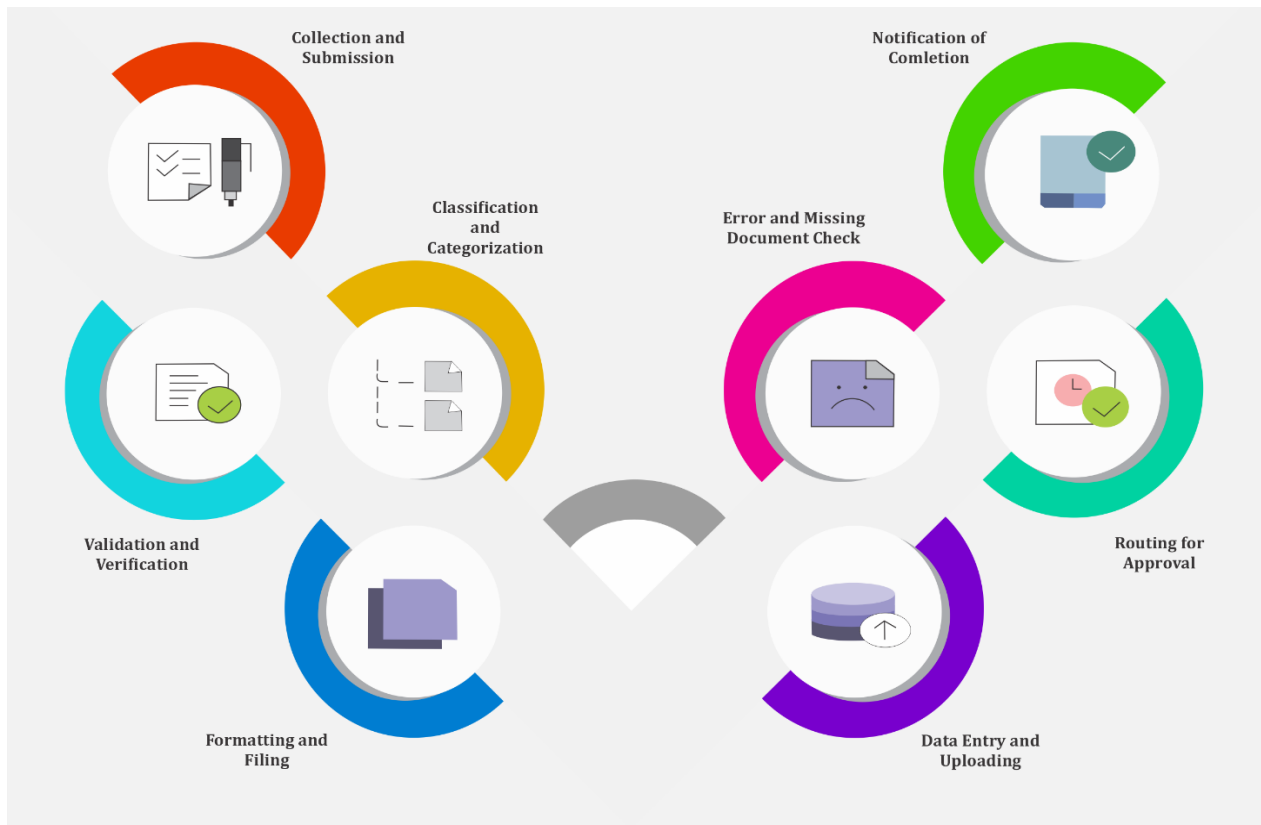 Collection and
Submission
Notification of
Comletion
Classification
and
Categorization
Error and Missing
Document Check
Validation and
Verification
Routing for
Approval
Formatting and
Filing
Data Entry and
Uploading